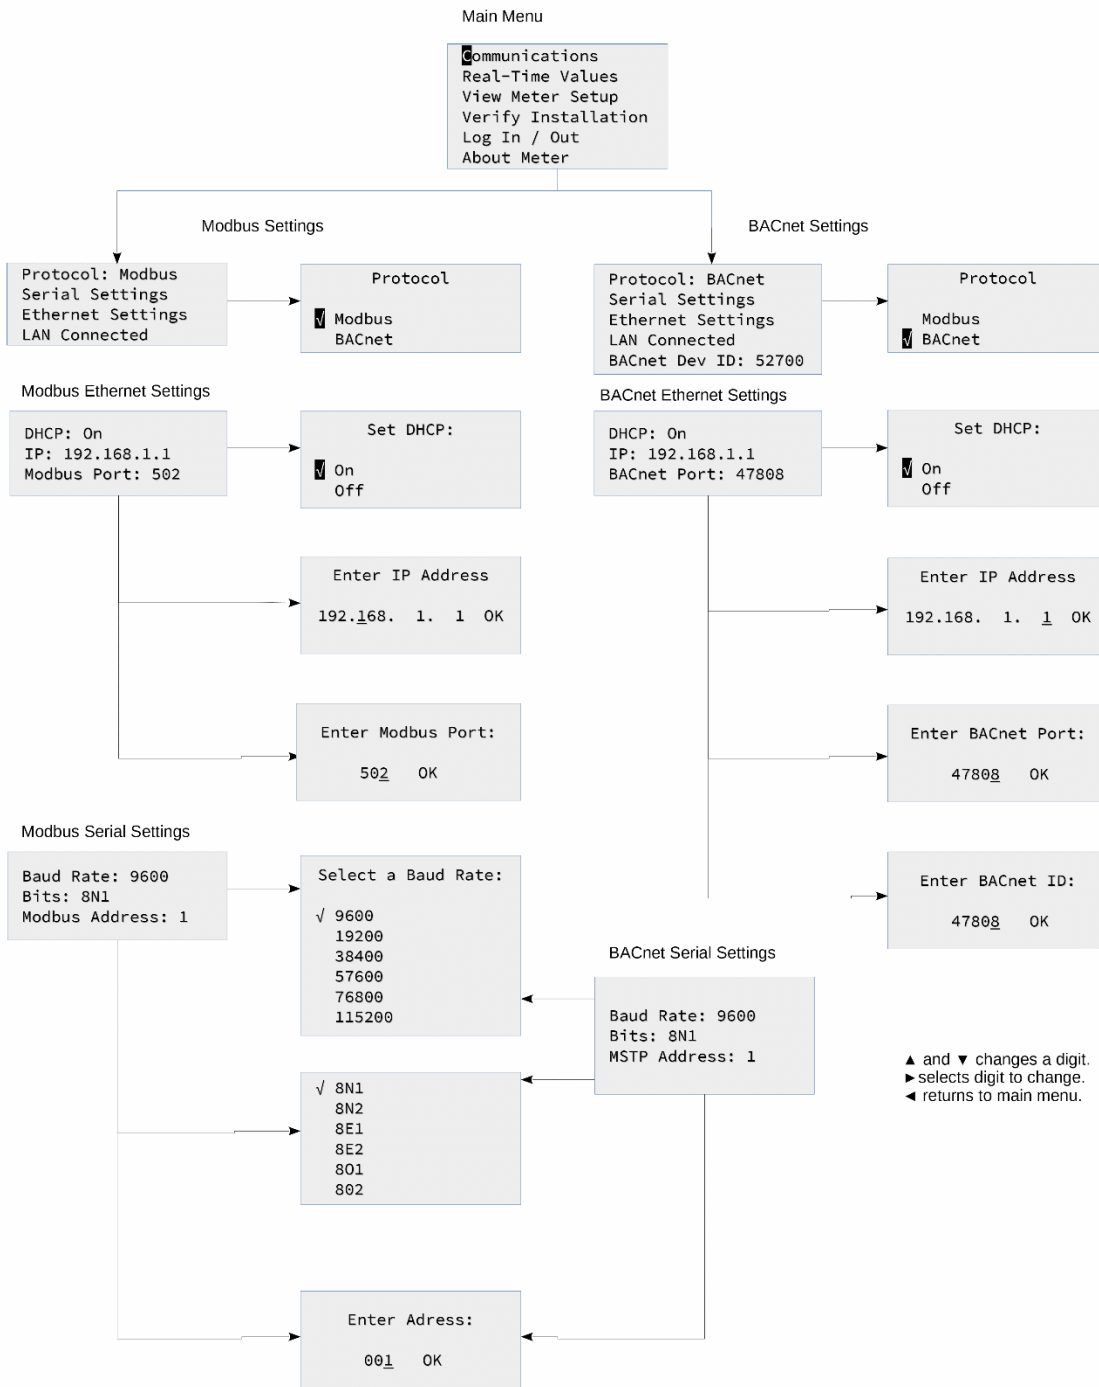 Main Menu
Communications
Real-Time Values
View Meter Setup
Verify Installation
Log In / Out
About Meter
Modbus Settings
BACnet Settings
Protocol: Modbus
Serial Settings
Ethernet Settings
LAN Connected
Protocol
√ Modbus
BACnet
Protocol: BACnet
Serial Settings
Ethernet Settings
LAN Connected
BACnet Dev ID: 52700
Protocol
Modbus
√ BACnet
Modbus Ethernet Settings
DHCP: On
IP: 192.168.1.1
Modbus Port: 502
Set DHCP:
√ On
Off
BACnet Ethernet Settings
DHCP: On
IP: 192.168.1.1
BACnet Port: 47808
Set DHCP:
√ On
Off
Enter IP Address
192.168. 1. 1 OK
Enter IP Address
192.168. 1. 1 OK
Enter Modbus Port:
502 OK
Enter BACnet Port:
47808 OK
Modbus Serial Settings
Baud Rate: 9600
Bits: 8N1
Modbus Address: 1
Select a Baud Rate:
√ 9600
19200
38400
57600
76800
115200
Enter BACnet ID:
47808 OK
BACnet Serial Settings
Baud Rate: 9600
Bits: 8N1
MSTP Address: 1
▲ and ▼ changes a digit.
► selects digit to change.
◄ returns to main menu.
√ 8N1
8N2
8E1
8E2
8O1
8O2
Enter Adress:
001 OK